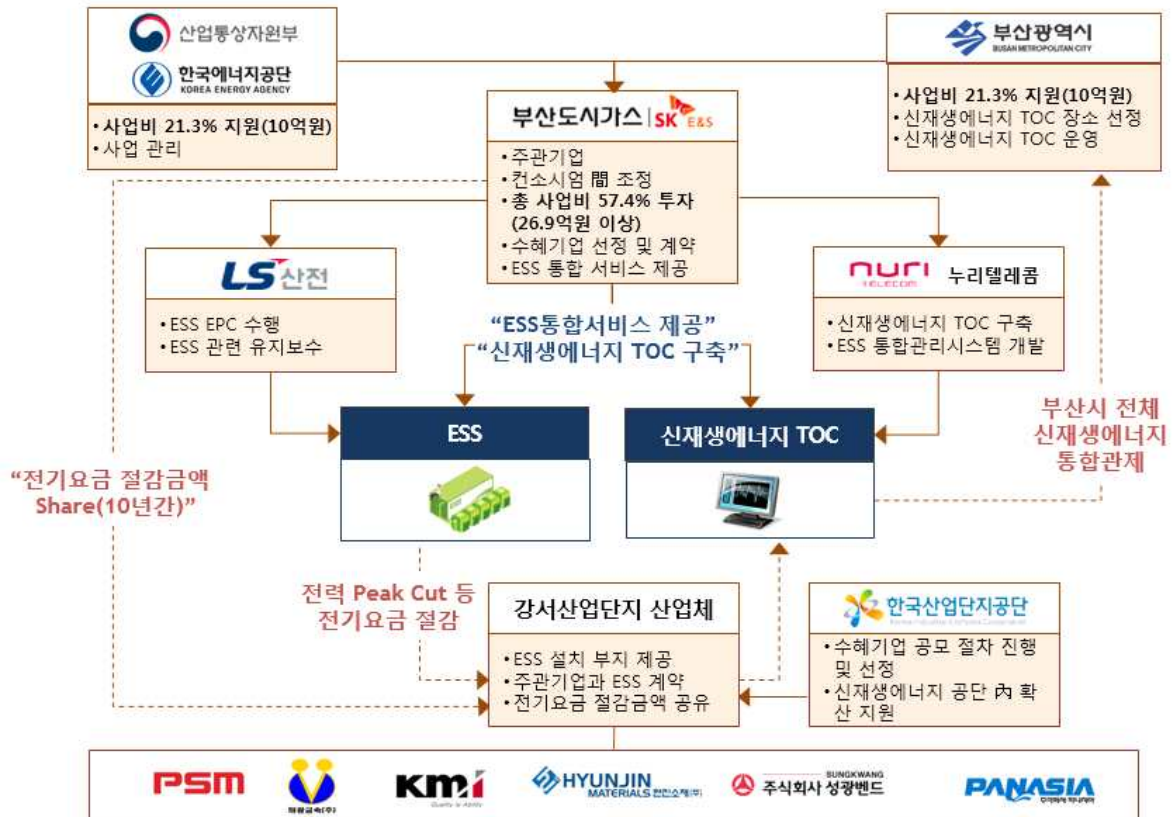 산업통상자원부
한국에너지공단
KOREA ENERGY AGENCY
• 사업비 21.3% 지원(10억원)
• 사업 관리
부산광역시
BUSAN METROPOLITAN CITY
• 사업비 21.3% 지원(10억원)
• 신재생에너지 TOC 장소 선정
• 신재생에너지 TOC 운영
부산도시가스 | SK E&S
• 주관기업
• 컨소시엄 間 조정
• 총 사업비 57.4% 투자
(26.9억원 이상)
• 수혜기업 선정 및 계약
• ESS 통합 서비스 제공
LS산전
• ESS EPC 수행
• ESS 관련 유지보수
nuri TELECOM 누리텔레콤
• 신재생에너지 TOC 구축
• ESS 통합관리시스템 개발
“ESS통합서비스 제공”
“신재생에너지 TOC 구축”
ESS
신재생에너지 TOC
부산시 전체
신재생에너지
통합관제
“전기요금 절감금액
Share(10년간)”
전력 Peak Cut 등
전기요금 절감
강서산업단지 산업체
• ESS 설치 부지 제공
• 주관기업과 ESS 계약
• 전기요금 절감금액 공유
한국산업단지공단
• 수혜기업 공모 절차 진행
및 선정
• 신재생에너지 공단 內 확
산 지원
PSM
KMI
Quality is Ability
HYUNJIN
MATERIALS 현진소재(주)
SUNGKWANG
주식회사 성광벤드
PANASIA